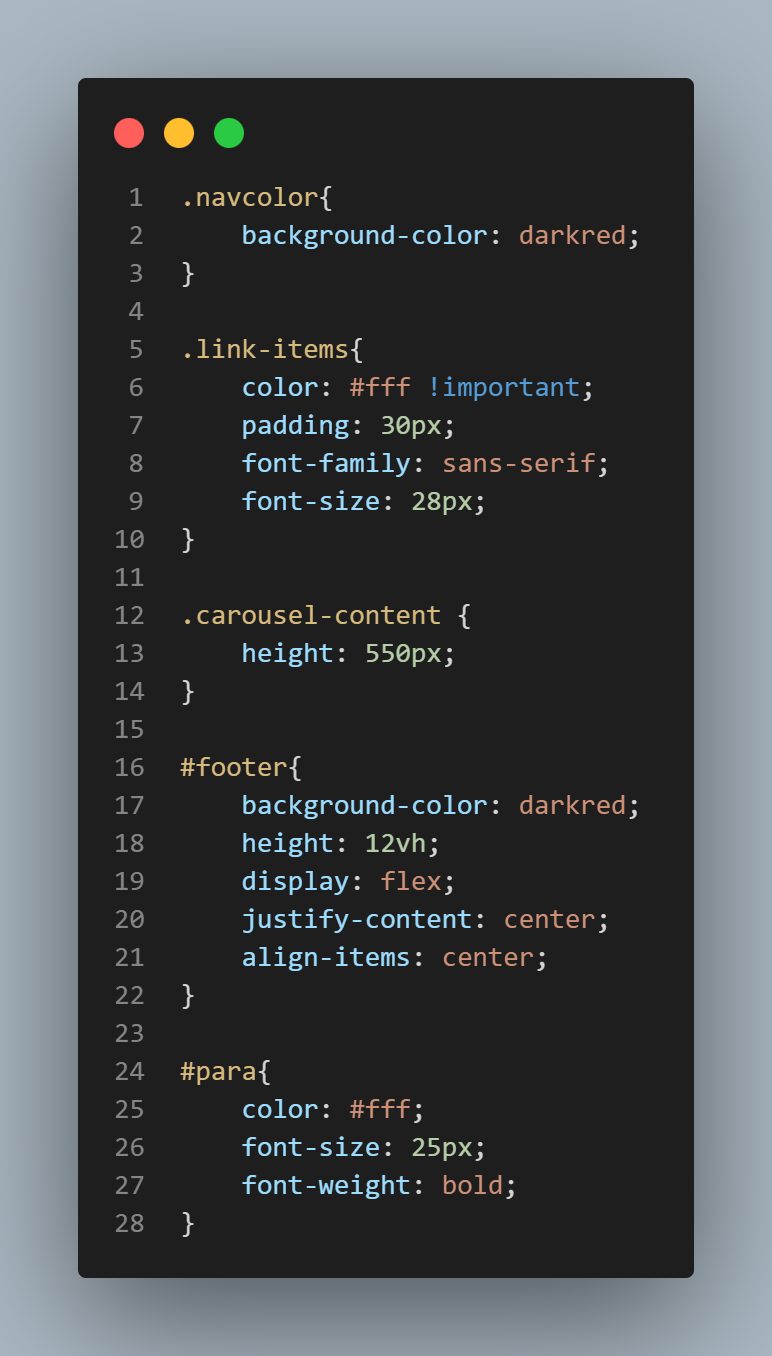 1 .navcolor{
2     background-color: darkred;
3 }
4
5 .link-items{
6     color: #fff !important;
7     padding: 30px;
8     font-family: sans-serif;
9     font-size: 28px;
10 }
11
12 .carousel-content {
13     height: 550px;
14 }
15
16 #footer{
17     background-color: darkred;
18     height: 12vh;
19     display: flex;
20     justify-content: center;
21     align-items: center;
22 }
23
24 #para{
25     color: #fff;
26     font-size: 25px;
27     font-weight: bold;
28 }